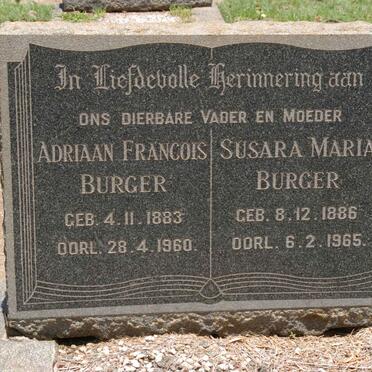 In Liefdevolle Herinnering aan
ONS DIERBARE VADER EN MOEDER
ADRIAAN FRANCOIS
BURGER
GEB. 4.11.1883
OORL. 28.4.1960.
SUSARA MARIA
BURGER
GEB. 8.12.1886
OORL. 6.2.1965.